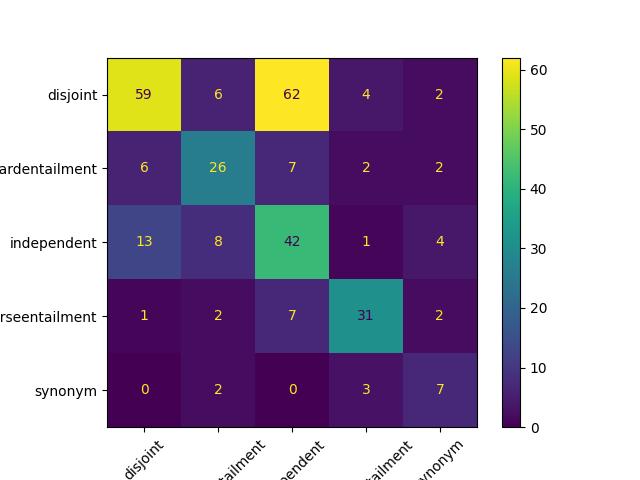 disjoint 59 6 62 4 2
ardentailment 6 26 7 2 2
independent 13 8 42 1 4
rseentailment 1 2 7 31 2
synonym 0 2 0 3 7
disjoint tailment pendent tailment ynonym
60
50
40
30
20
10
0